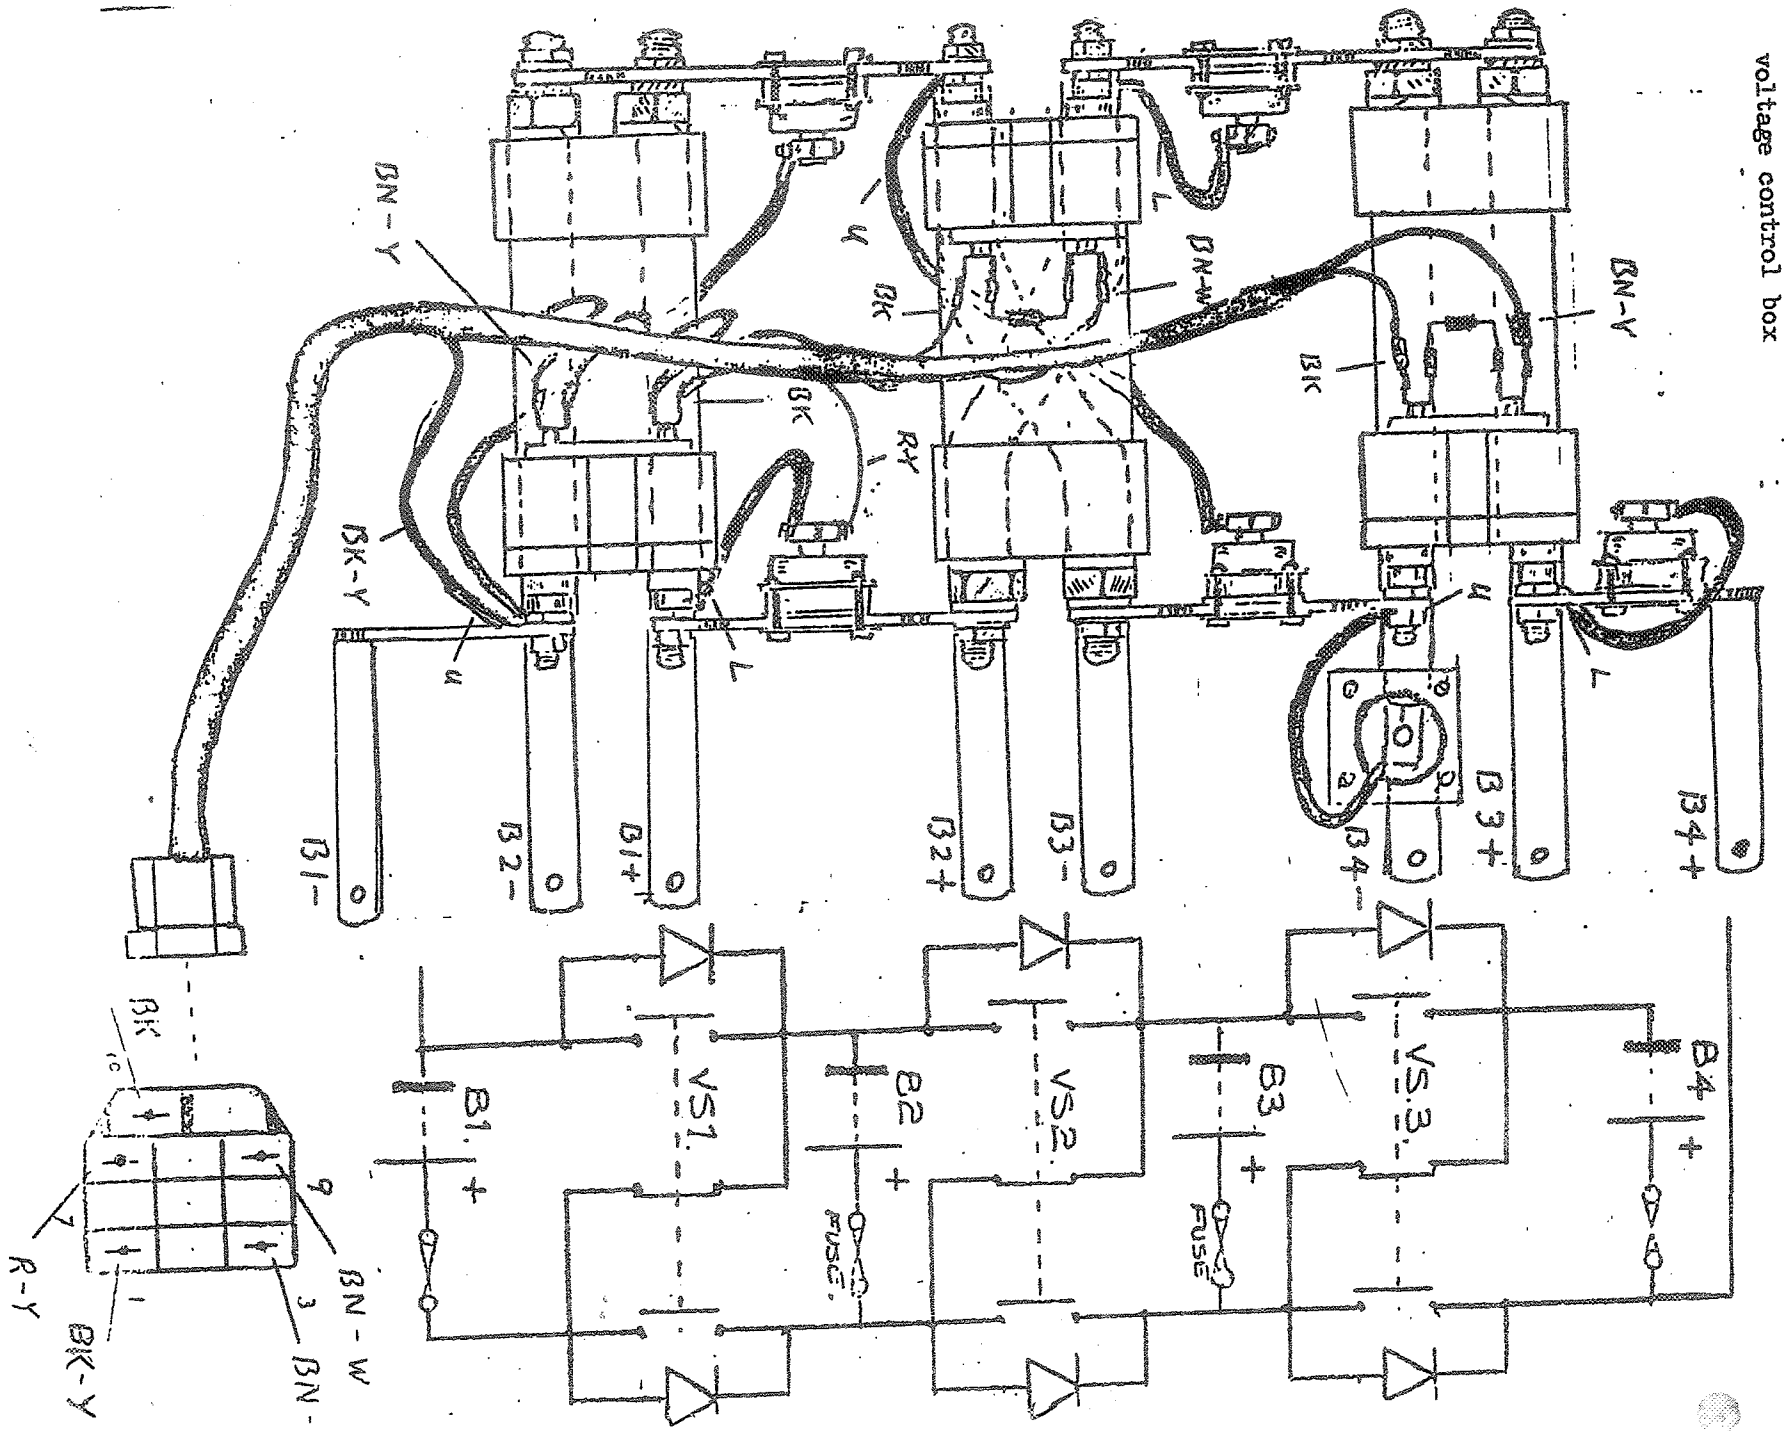 voltage control box
BN-Y
BK
BN-W
L
u
BK
BN-Y
BK
R-Y
BK-Y
u
L
u
L
B4+
B3+
B4-
B3-
B2+
B1+
B2-
B1-
B4
+
VS.3.
B3
+
FUSE
VS2.
B2
+
FUSE.
VS1.
B1.
+
BK
9
BN-W
3
BN-
7
R-Y
1
BK-Y